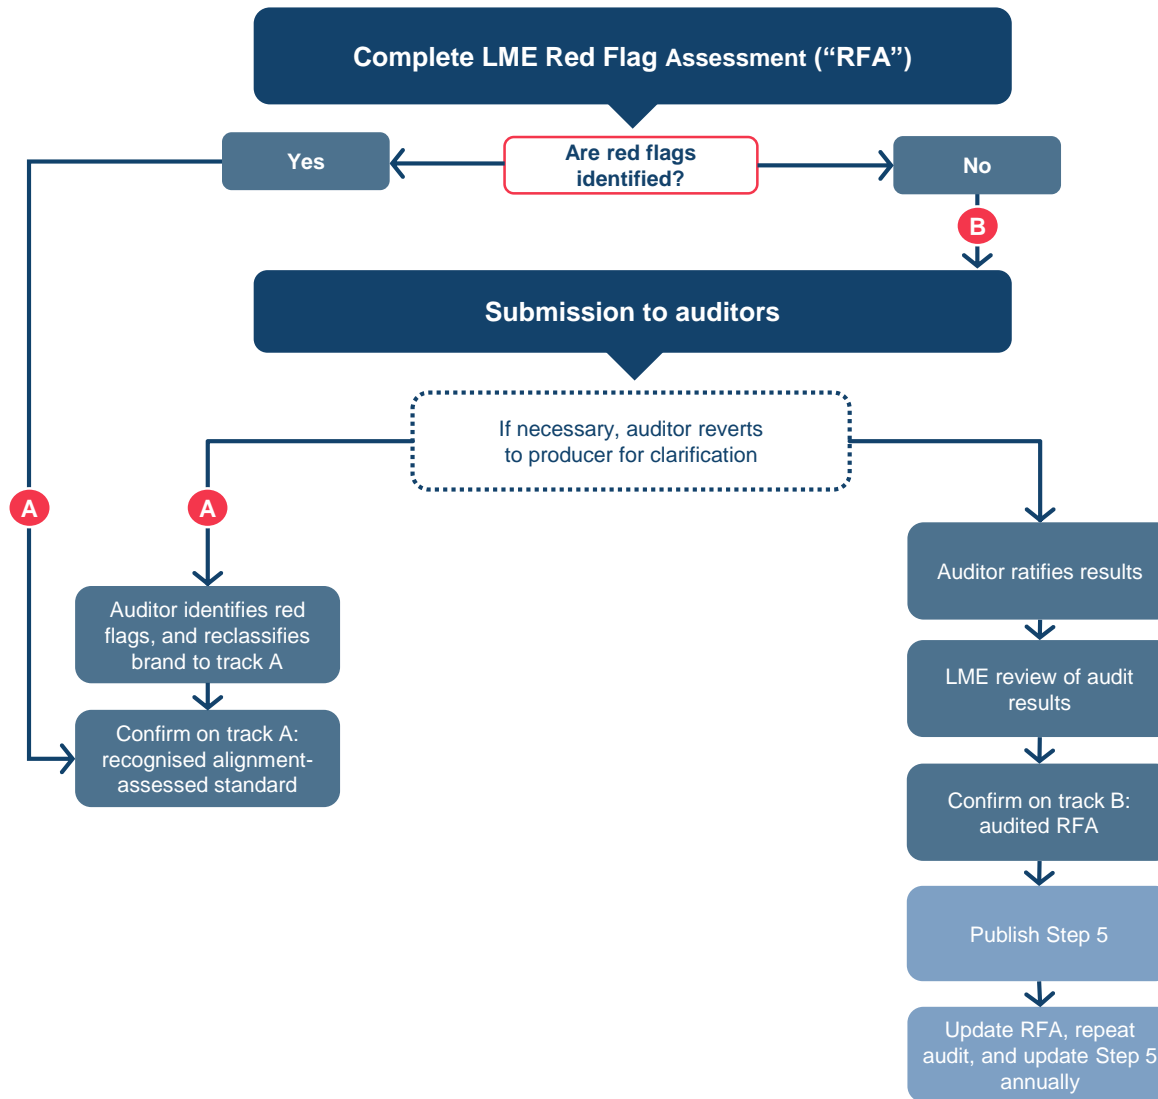 Complete LME Red Flag Assessment (“RFA”)
Yes
Are red flags
identified?
No
B
Submission to auditors
If necessary, auditor reverts
to producer for clarification
A
A
Auditor ratifies results
Auditor identifies red
flags, and reclassifies
brand to track A
LME review of audit
results
Confirm on track A:
recognised alignment-
assessed standard
Confirm on track B:
audited RFA
Publish Step 5
Update RFA, repeat
audit, and update Step 5
annually